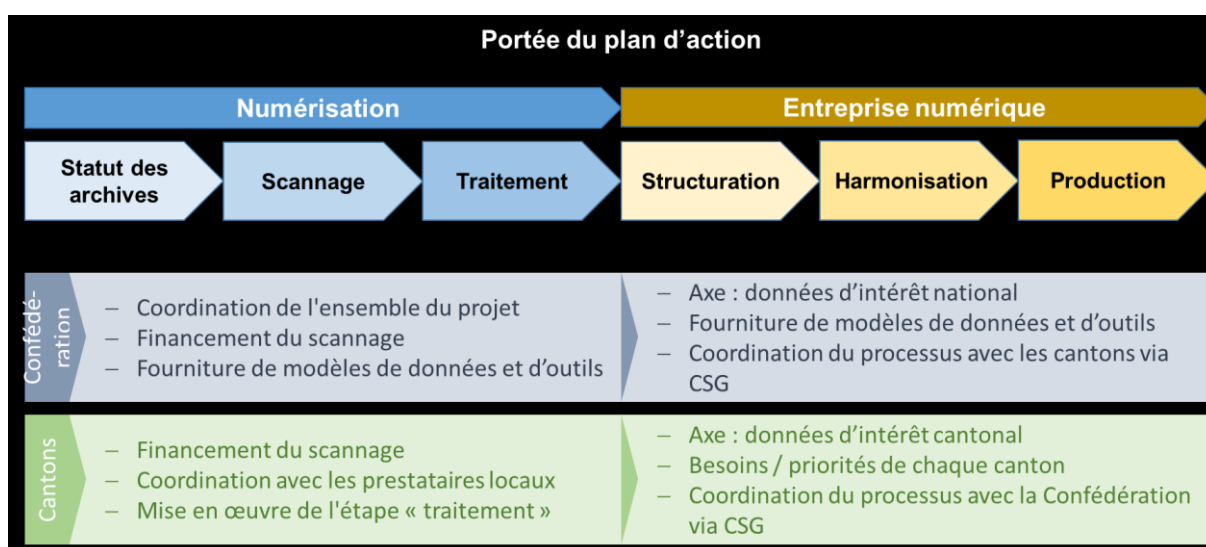 Portée du plan d’action
Numérisation
Entreprise numérique
Statut des
archives
Scannage
Traitement
Structuration
Harmonisation
Production
Confédé-
ration
– Coordination de l'ensemble du projet
– Financement du scannage
– Fourniture de modèles de données et d’outils
– Axe : données d’intérêt national
– Fourniture de modèles de données et d’outils
– Coordination du processus avec les cantons via
CSG
Cantons
– Financement du scannage
– Coordination avec les prestataires locaux
– Mise en œuvre de l'étape « traitement »
– Axe : données d’intérêt cantonal
– Besoins / priorités de chaque canton
– Coordination du processus avec la Confédération
via CSG